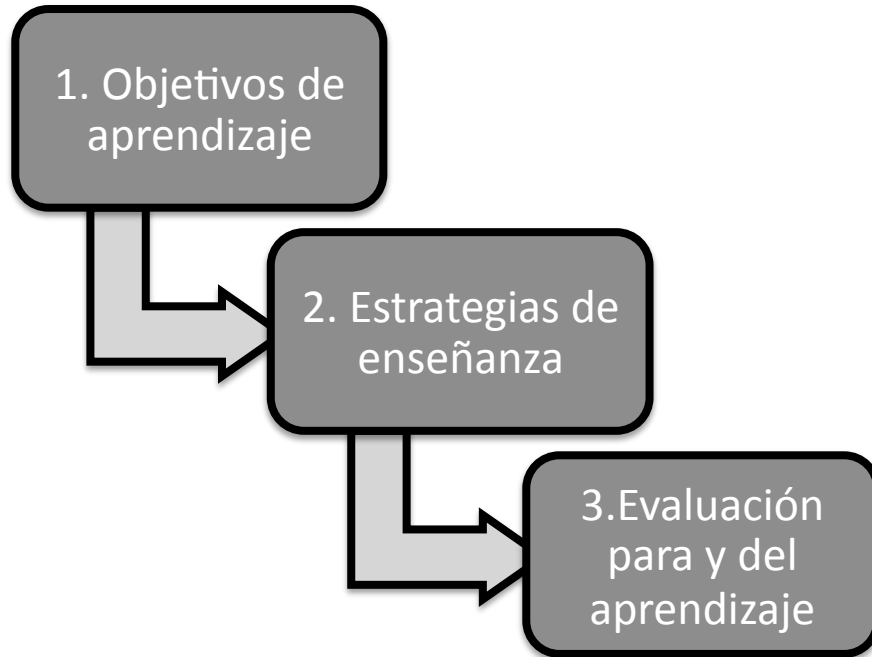 1. Objetivos de
aprendizaje
2. Estrategias de
enseñanza
3.Evaluación
para y del
aprendizaje